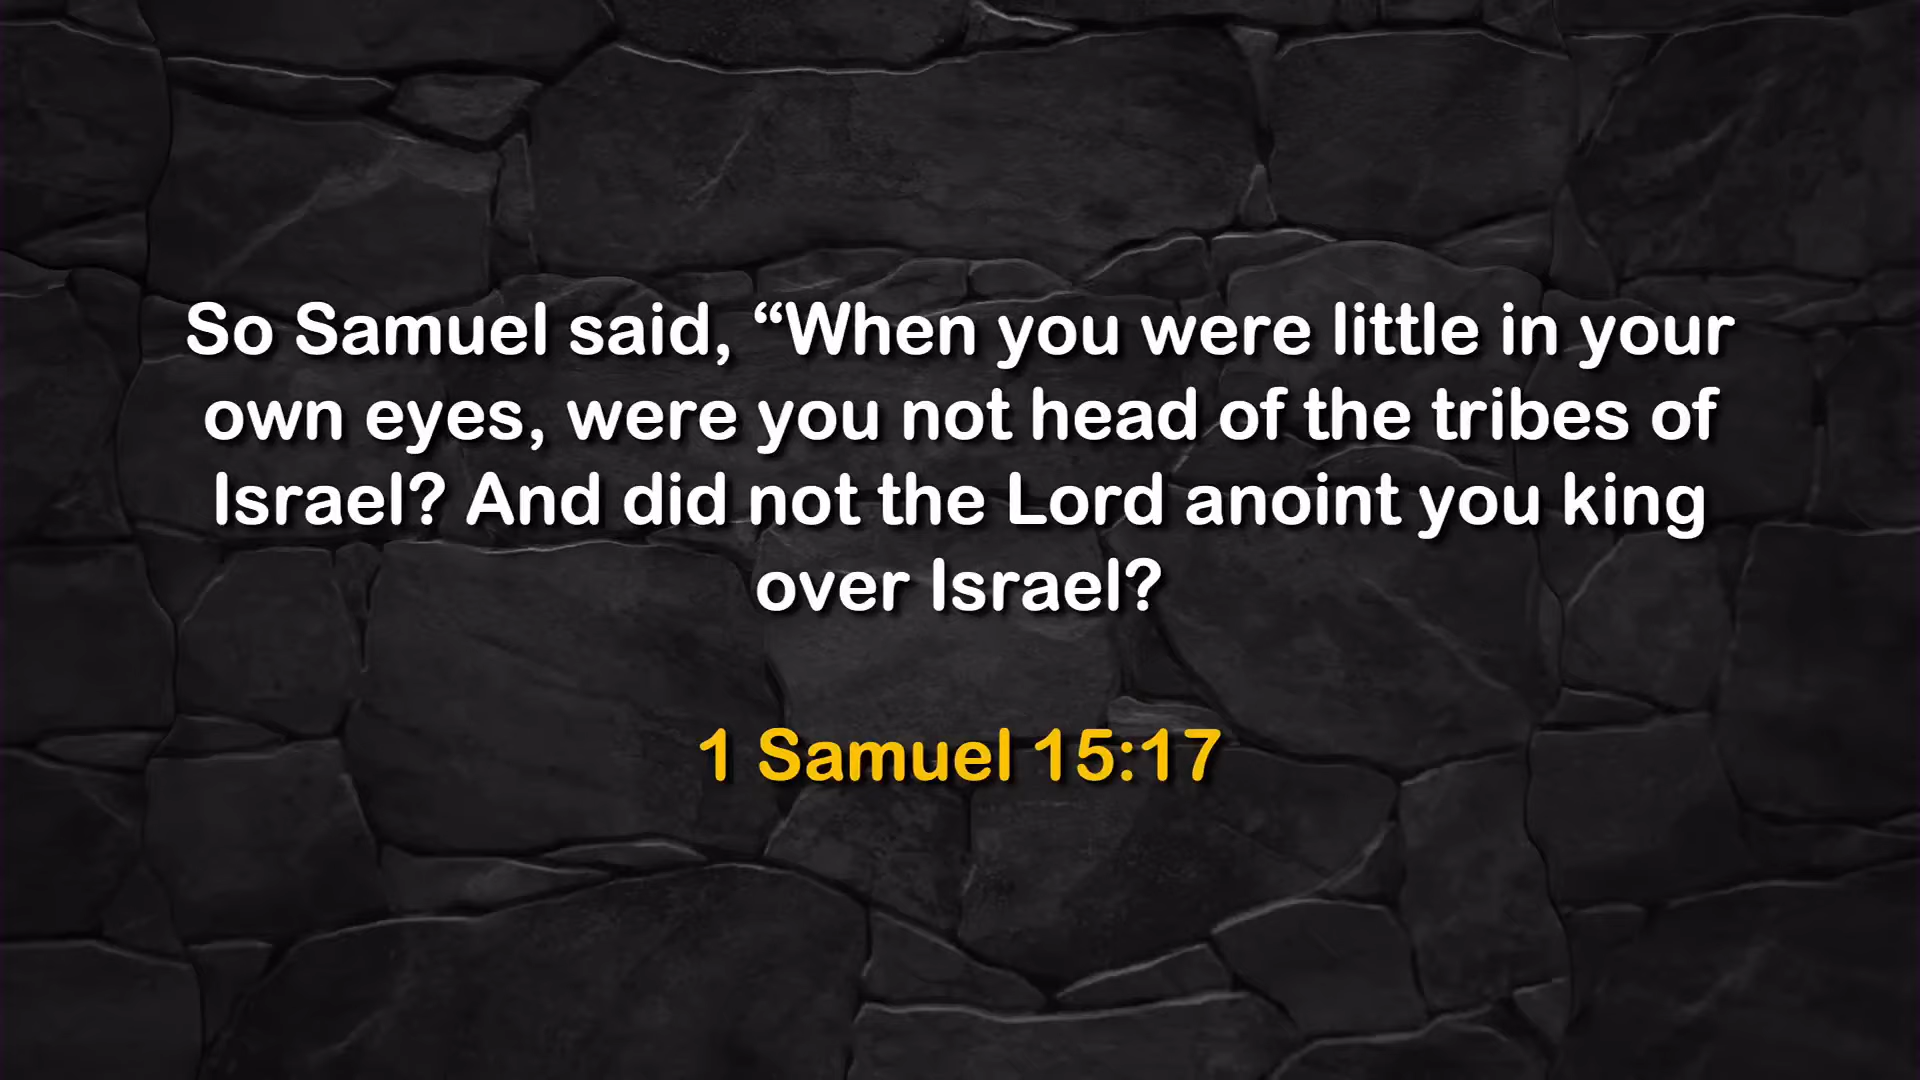 So Samuel said, “When you were little in your
own eyes, were you not head of the tribes of
Israel? And did not the Lord anoint you king
over Israel?
1 Samuel 15:17